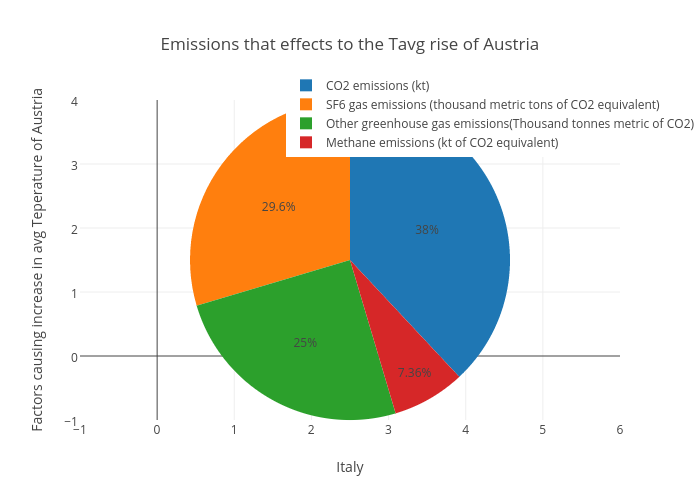 Emissions that effects to the Tavg rise of Austria
CO2 emissions (kt)
SF6 gas emissions (thousand metric tons of CO2 equivalent)
Other greenhouse gas emissions(Thousand tonnes metric of CO2)
Methane emissions (kt of CO2 equivalent)
Factors causing increase in avg Teperature of Austria
4
3
2
1
0
−1
29.6%
38%
25%
7.36%
−1
0
1
2
3
4
5
6
Italy